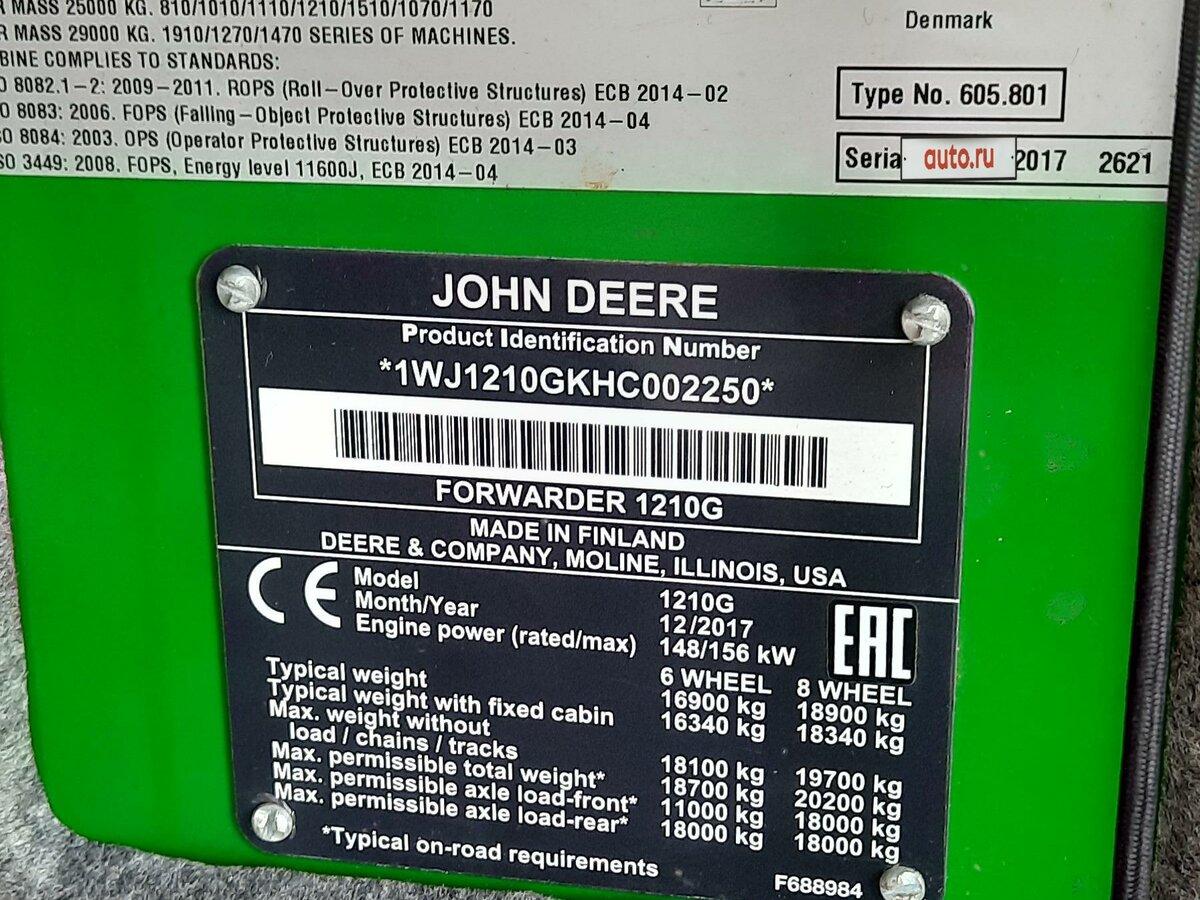 MASS 25000 KG. 810/1010/1110/1210/1510/1070/1170
R MASS 29000 KG. 1910/1270/1470 SERIES OF MACHINES.
BINE COMPLIES TO STANDARDS:
O 8082.1-2: 2009-2011. ROPS (Roll-Over Protective Structures) ECB 2014-02
O 8083: 2006. FOPS (Falling-Object Protective Structures) ECB 2014-04
SO 8084: 2003. OPS (Operator Protective Structures) ECB 2014-03
SO 3449: 2008. FOPS, Energy level 11600J, ECB 2014-04
Denmark
Type No. 605.801
Seria auto.ru 2017 2621
JOHN DEERE
Product Identification Number
*1WJ1210GKHC002250*
FORWARDER 1210G
MADE IN FINLAND
DEERE & COMPANY, MOLINE, ILLINOIS, USA
CE
Model 1210G
Month/Year 12/2017
Engine power (rated/max) 148/156 kW
EAC
6 WHEEL 8 WHEEL
Typical weight 16900 kg 18900 kg
Typical weight with fixed cabin 16340 kg 18340 kg
Max. weight without
load / chains / tracks 18100 kg 19700 kg
Max. permissible total weight* 18700 kg 20200 kg
Max. permissible axle load-front* 11000 kg 18000 kg
Max. permissible axle load-rear* 18000 kg 18000 kg
*Typical on-road requirements
F688984